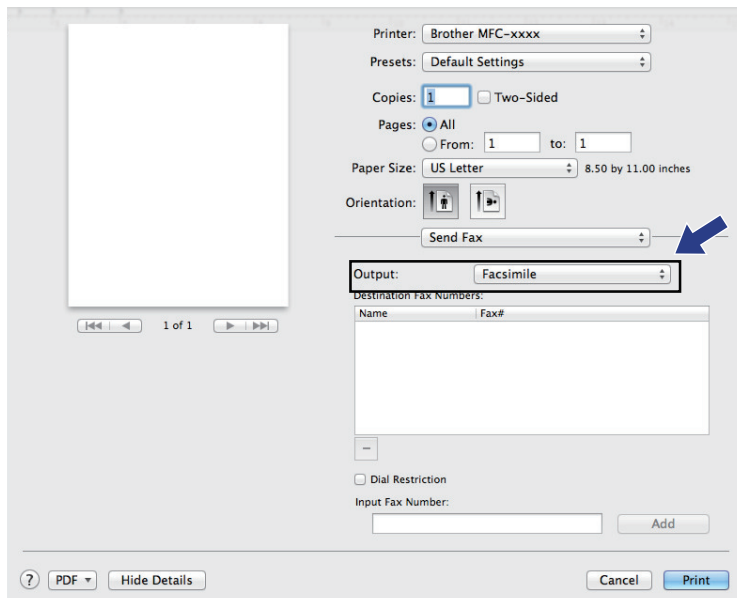 Printer: Brother MFC-xxxx
Presets: Default Settings
Copies: 1 Two-Sided
Pages: All
From: 1 to: 1
Paper Size: US Letter 8.50 by 11.00 inches
Orientation:
Send Fax
Output: Facsimile
Destination Fax Numbers:
Name Fax#
1 of 1
Dial Restriction
Input Fax Number:
Add
? PDF Hide Details Cancel Print